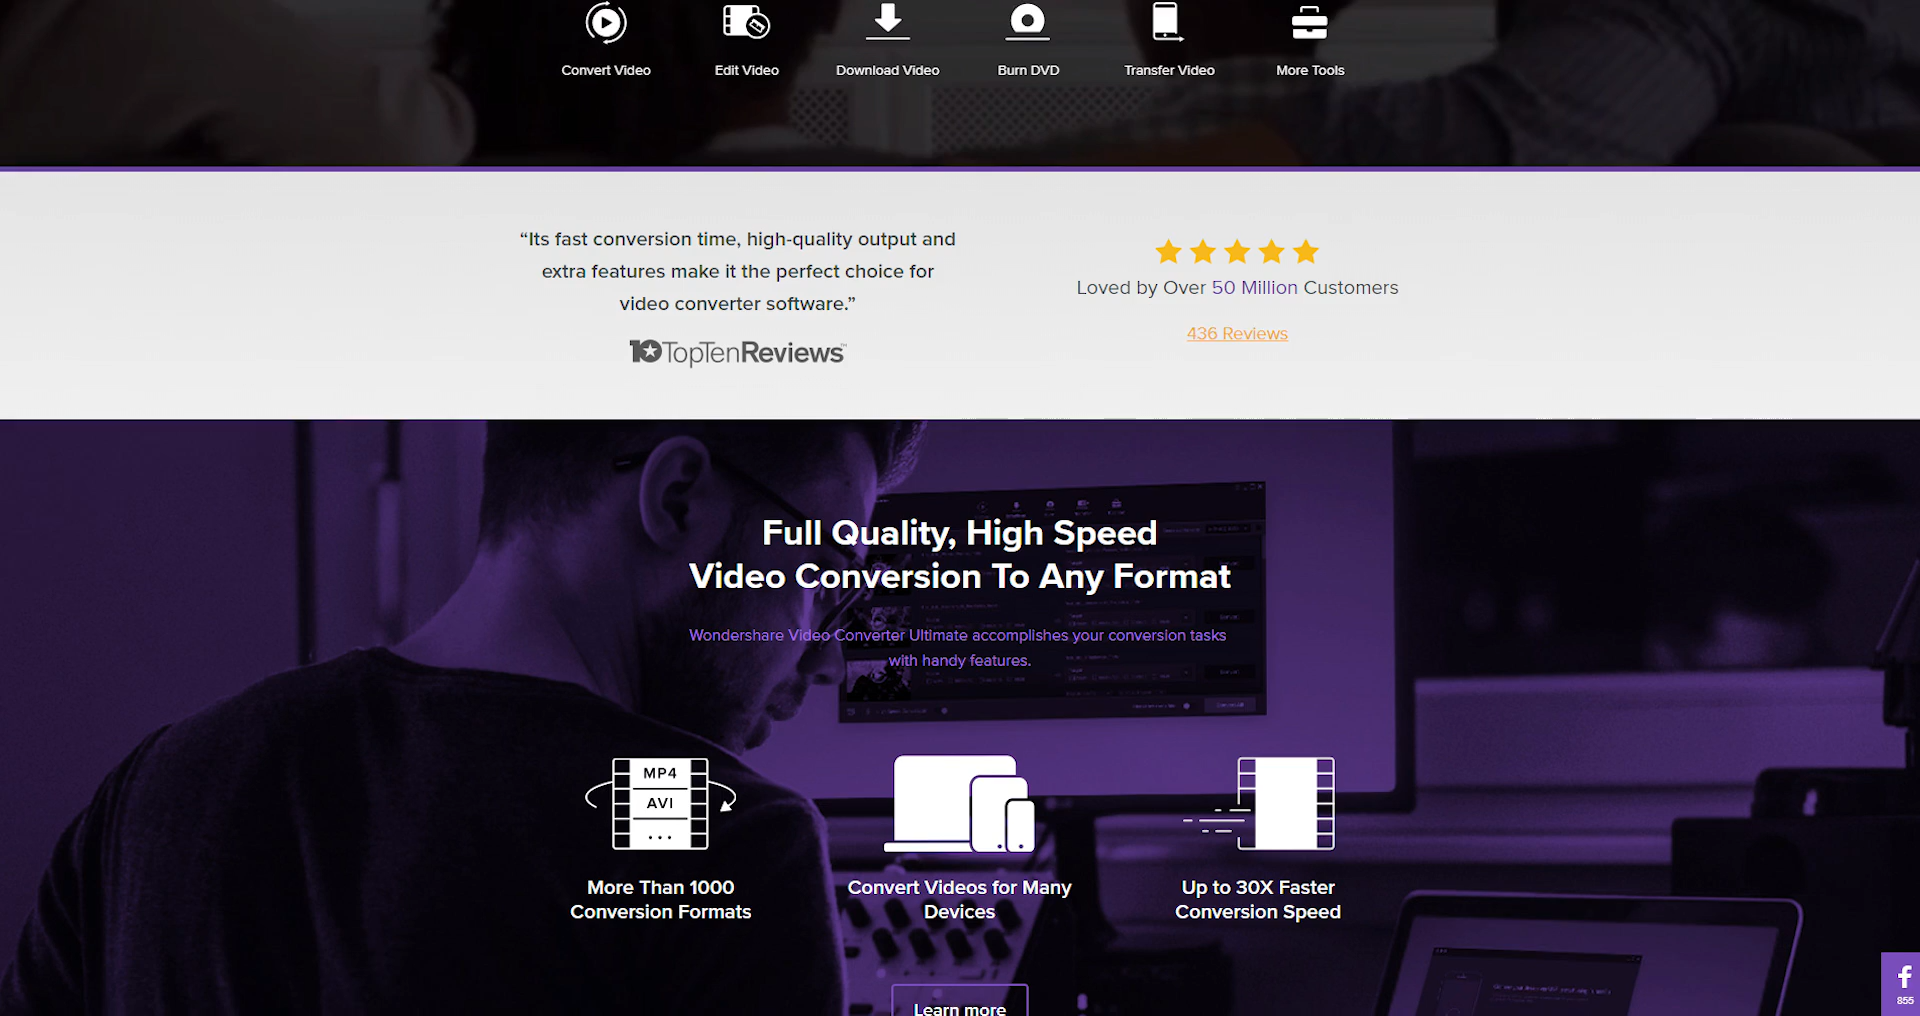 Convert Video
Edit Video
Download Video
Burn DVD
Transfer Video
More Tools
“Its fast conversion time, high-quality output and
extra features make it the perfect choice for
video converter software.”
10TopTenReviews™
Loved by Over 50 Million Customers
436 Reviews
Full Quality, High Speed
Video Conversion To Any Format
Wondershare Video Converter Ultimate accomplishes your conversion tasks
with handy features.
MP4
AVI
...
More Than 1000
Conversion Formats
Convert Videos for Many
Devices
Up to 30X Faster
Conversion Speed
Learn more
f
855